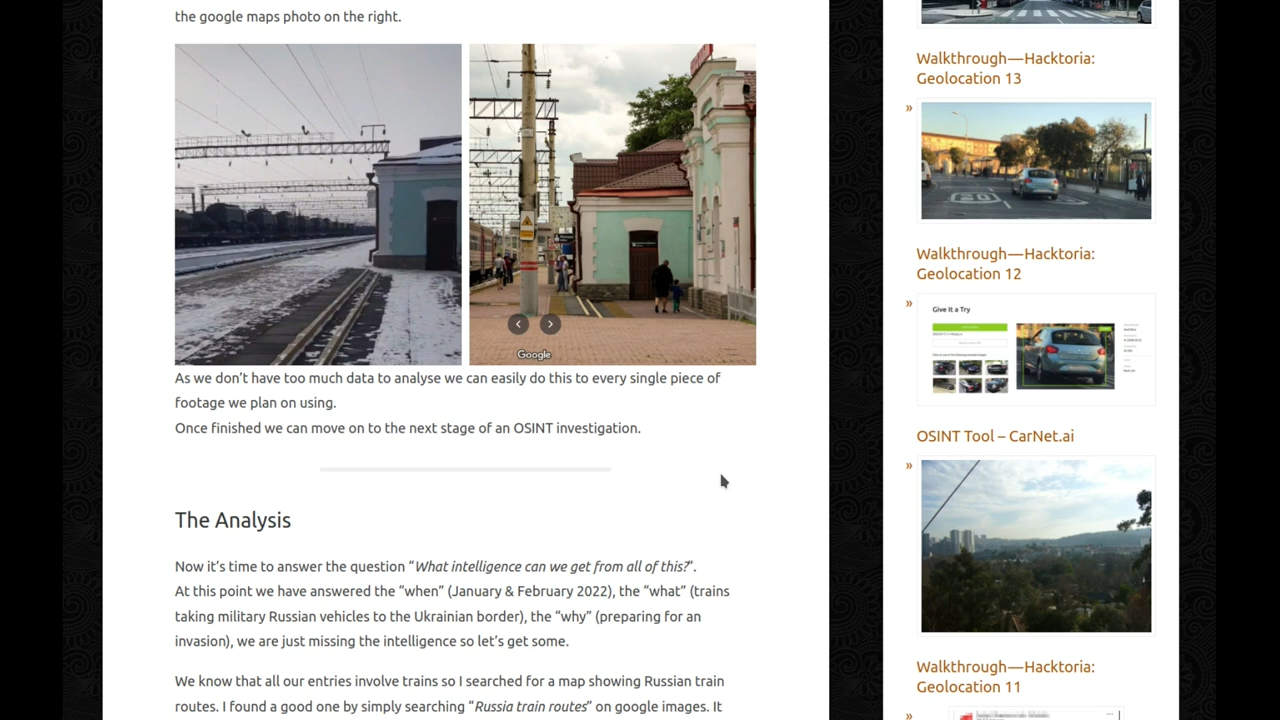 the google maps photo on the right.
Google
As we don't have too much data to analyse we can easily do this to every single piece of
footage we plan on using.
Once finished we can move on to the next stage of an OSINT investigation.
The Analysis
Now it's time to answer the question “What intelligence can we get from all of this?“.
At this point we have answered the “when” (January & February 2022), the “what” (trains
taking military Russian vehicles to the Ukrainian border), the “why” (preparing for an
invasion), we are just missing the intelligence so let's get some.
We know that all our entries involve trains so I searched for a map showing Russian train
routes. I found a good one by simply searching “Russia train routes” on google images. It
Walkthrough—Hacktoria:
Geolocation 13
»
Walkthrough—Hacktoria:
Geolocation 12
»
Give It a Try
OSINT Tool – CarNet.ai
»
Walkthrough—Hacktoria:
Geolocation 11
»